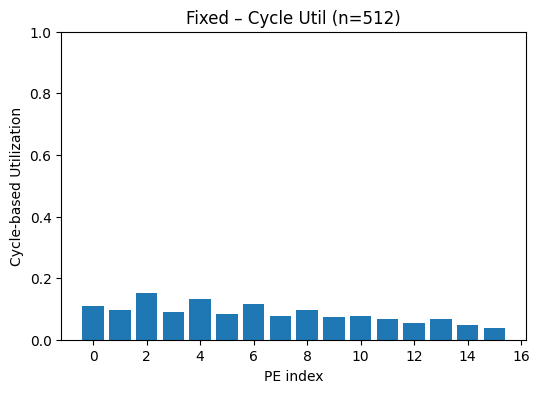 Fixed – Cycle Util (n=512)
1.0
0.8
0.6
0.4
0.2
0.0
Cycle-based Utilization
0 2 4 6 8 10 12 14 16
PE index